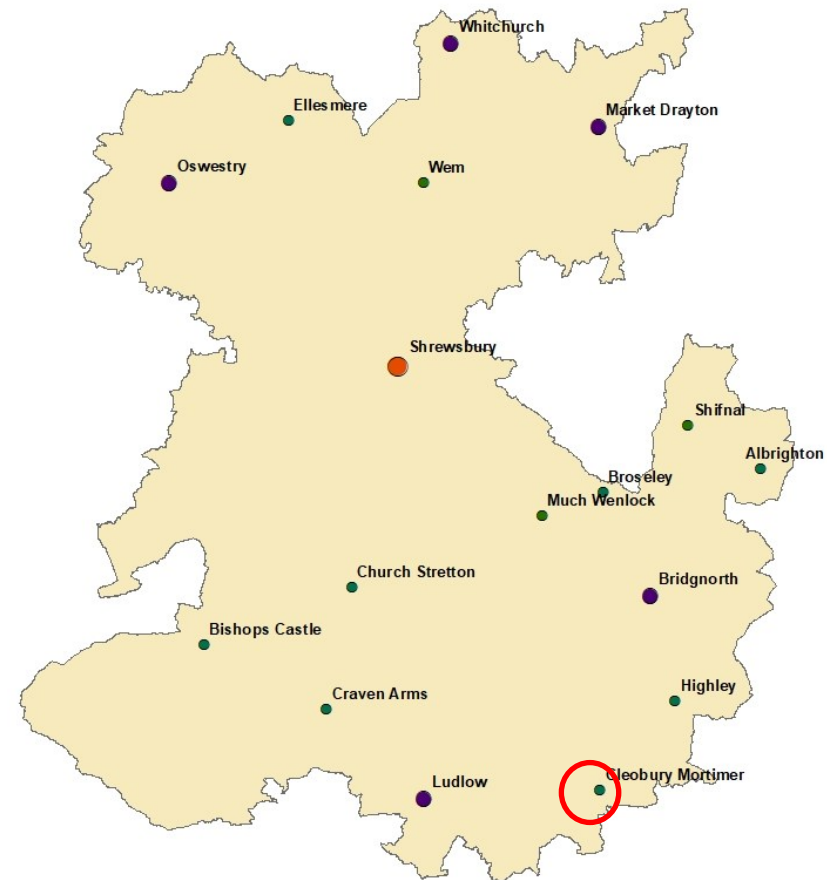 Whitchurch
Ellesmere
Market Drayton
Oswestry
Wem
Shrewsbury
Shifnal
Albrighton
Broseley
Much Wenlock
Church Stretton
Bridgnorth
Bishops Castle
Highley
Craven Arms
Cleobury Mortimer
Ludlow